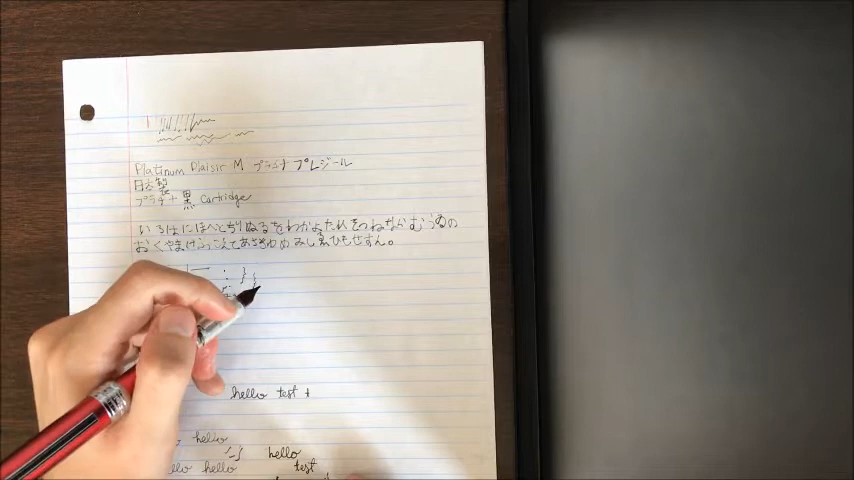 Platinum Plaisir M プラチナ プレジール
日本製
プラチナ 黒 Cartridge
いろはにほへとちりぬるをわかよたれそつねならむうゐの
おくやまけふこえてあさきゆめみしゑひもせすん。
hello test t
hello
hello
hello hello
test